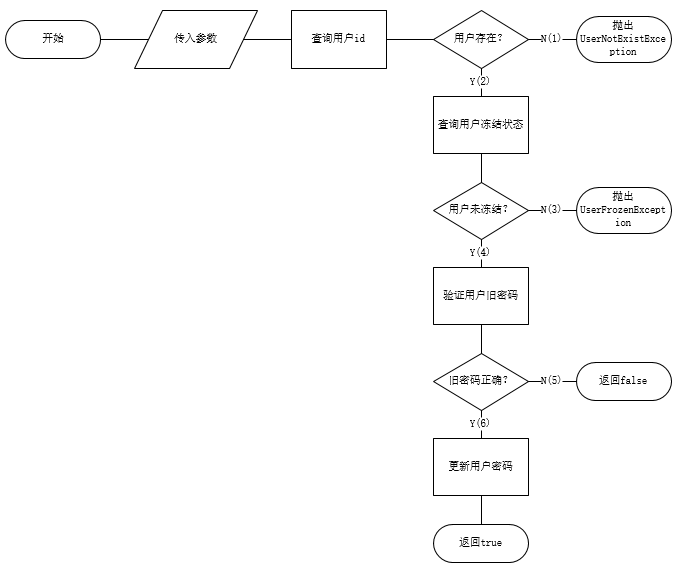 开始
传入参数
查询用户id
用户存在？
N(1)
抛出
UserNotExistExce
ption
Y(2)
查询用户冻结状态
用户未冻结？
N(3)
抛出
UserFrozenExcept
ion
Y(4)
验证用户旧密码
旧密码正确？
N(5)
返回false
Y(6)
更新用户密码
返回true